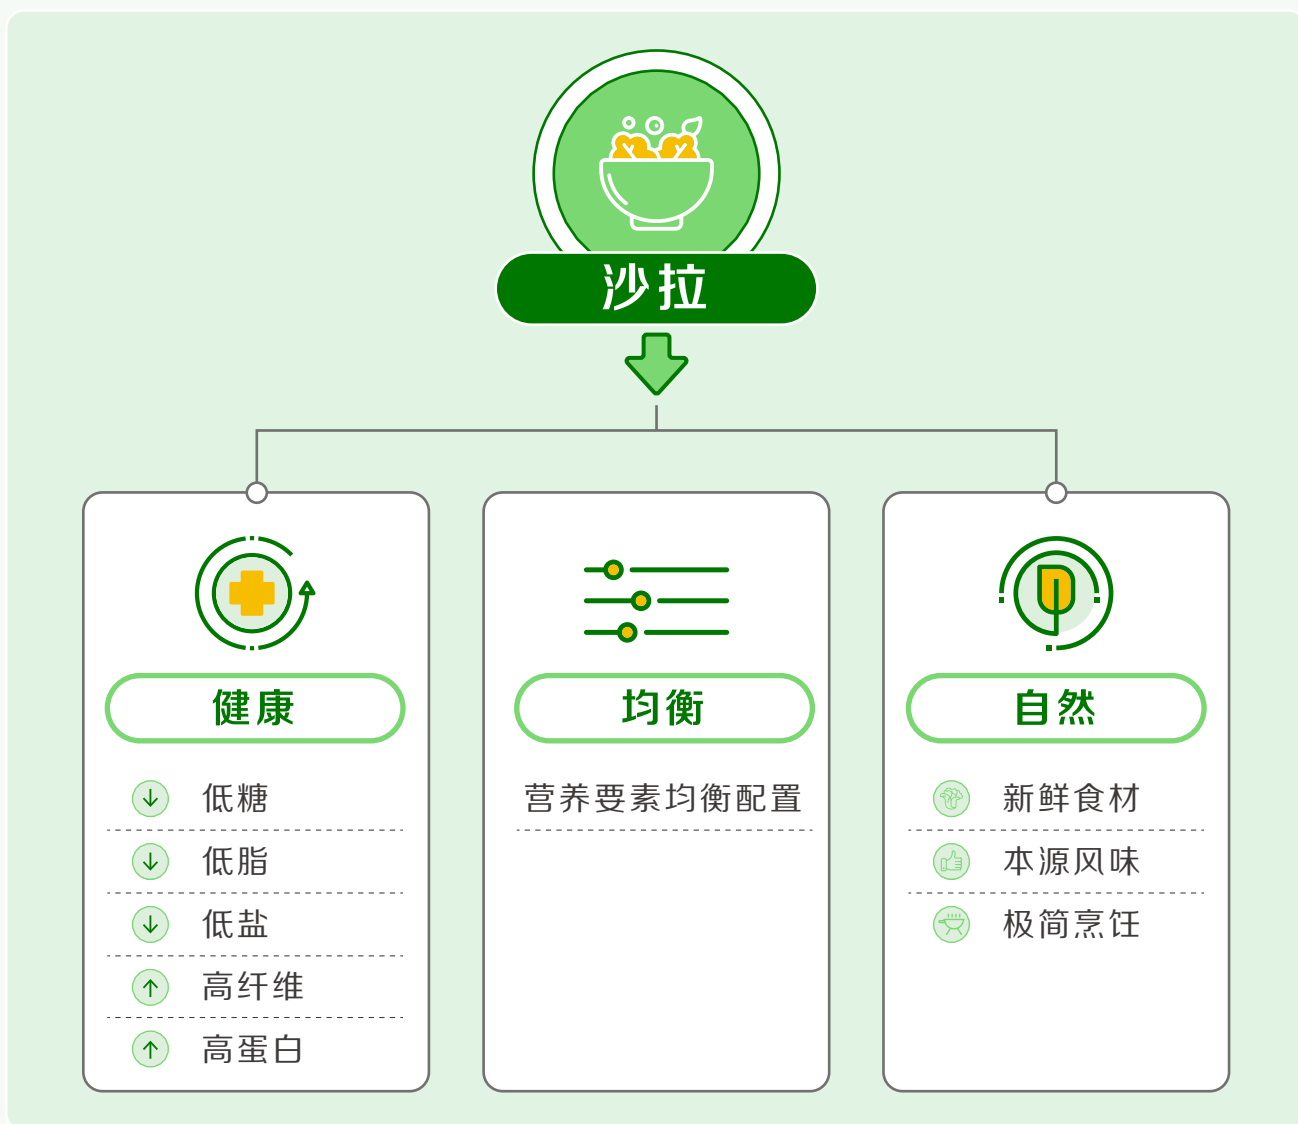 沙拉
健康
低糖
低脂
低盐
高纤维
高蛋白
均衡
营养要素均衡配置
自然
新鲜食材
本源风味
极简烹饪